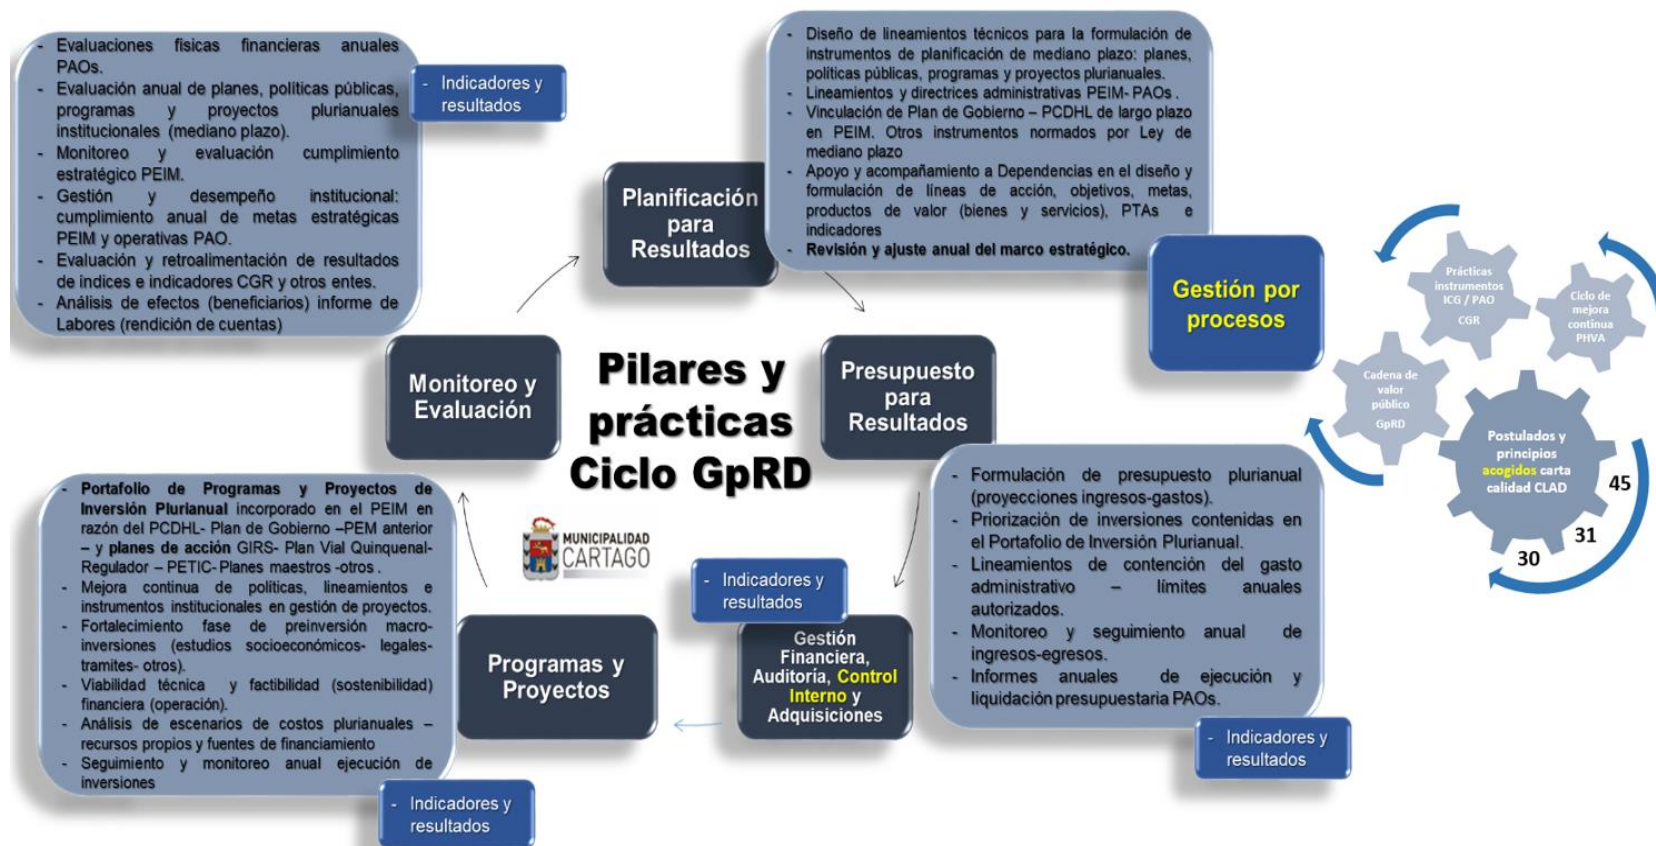 - Evaluaciones físicas financieras anuales
PAOs.
- Evaluación anual de planes, políticas públicas,
programas y proyectos plurianuales
institucionales (mediano plazo).
- Monitoreo y evaluación cumplimiento
estratégico PEIM.
- Gestión y desempeño institucional:
cumplimiento anual de metas estratégicas
PEIM y operativas PAO.
- Evaluación y retroalimentación de resultados
de índices e indicadores CGR y otros entes.
- Análisis de efectos (beneficiarios) informe de
Labores (rendición de cuentas)
- Indicadores y
resultados
Planificación
para
Resultados
- Diseño de lineamientos técnicos para la formulación de
instrumentos de planificación de mediano plazo: planes,
políticas públicas, programas y proyectos plurianuales.
- Lineamientos y directrices administrativas PEIM- PAOs .
- Vinculación de Plan de Gobierno – PCDHL de largo plazo
en PEIM. Otros instrumentos normados por Ley de
mediano plazo
- Apoyo y acompañamiento a Dependencias en el diseño y
formulación de líneas de acción, objetivos, metas,
productos de valor (bienes y servicios), PTAs e
indicadores
- Revisión y ajuste anual del marco estratégico.
Gestión por
procesos
Prácticas
instrumentos
ICG / PAO
CGR
Ciclo de
mejora
continua
PHVA
Cadena de
valor
público
GpRD
Postulados y
principios
acogidos carta
calidad CLAD
45
31
30
Monitoreo y
Evaluación
Pilares y
prácticas
Ciclo GpRD
Presupuesto
para
Resultados
MUNICIPALIDAD
CARTAGO
- Portafolio de Programas y Proyectos de
Inversión Plurianual incorporado en el PEIM en
razón del PCDHL- Plan de Gobierno –PEM anterior
– y planes de acción GIRS- Plan Vial Quinquenal-
Regulador – PETIC- Planes maestros -otros .
- Mejora continua de políticas, lineamientos e
instrumentos institucionales en gestión de proyectos.
- Fortalecimiento fase de preinversión macro-
inversiones (estudios socioeconómicos- legales-
tramites- otros).
- Viabilidad técnica y factibilidad (sostenibilidad)
financiera (operación).
- Análisis de escenarios de costos plurianuales –
recursos propios y fuentes de financiamiento
- Seguimiento y monitoreo anual ejecución de
inversiones
- Indicadores y
resultados
Programas y
Proyectos
- Indicadores y
resultados
Gestión
Financiera,
Auditoría, Control
Interno y
Adquisiciones
- Formulación de presupuesto plurianual
(proyecciones ingresos-gastos).
- Priorización de inversiones contenidas en
el Portafolio de Inversión Plurianual.
- Lineamientos de contención del gasto
administrativo – límites anuales
autorizados.
- Monitoreo y seguimiento anual de
ingresos-egresos.
- Informes anuales de ejecución y
liquidación presupuestaria PAOs.
- Indicadores y
resultados